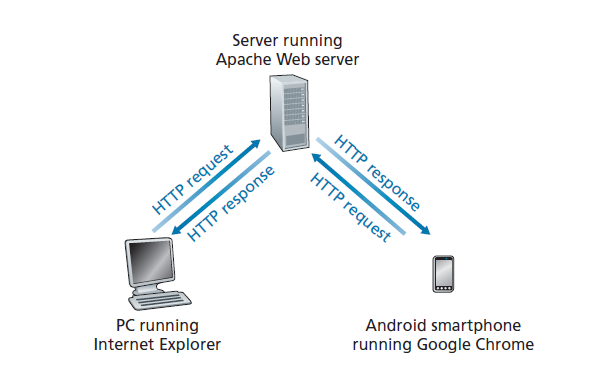 Server running
Apache Web server
HTTP request
HTTP response
HTTP response
HTTP request
PC running
Internet Explorer
Android smartphone
running Google Chrome